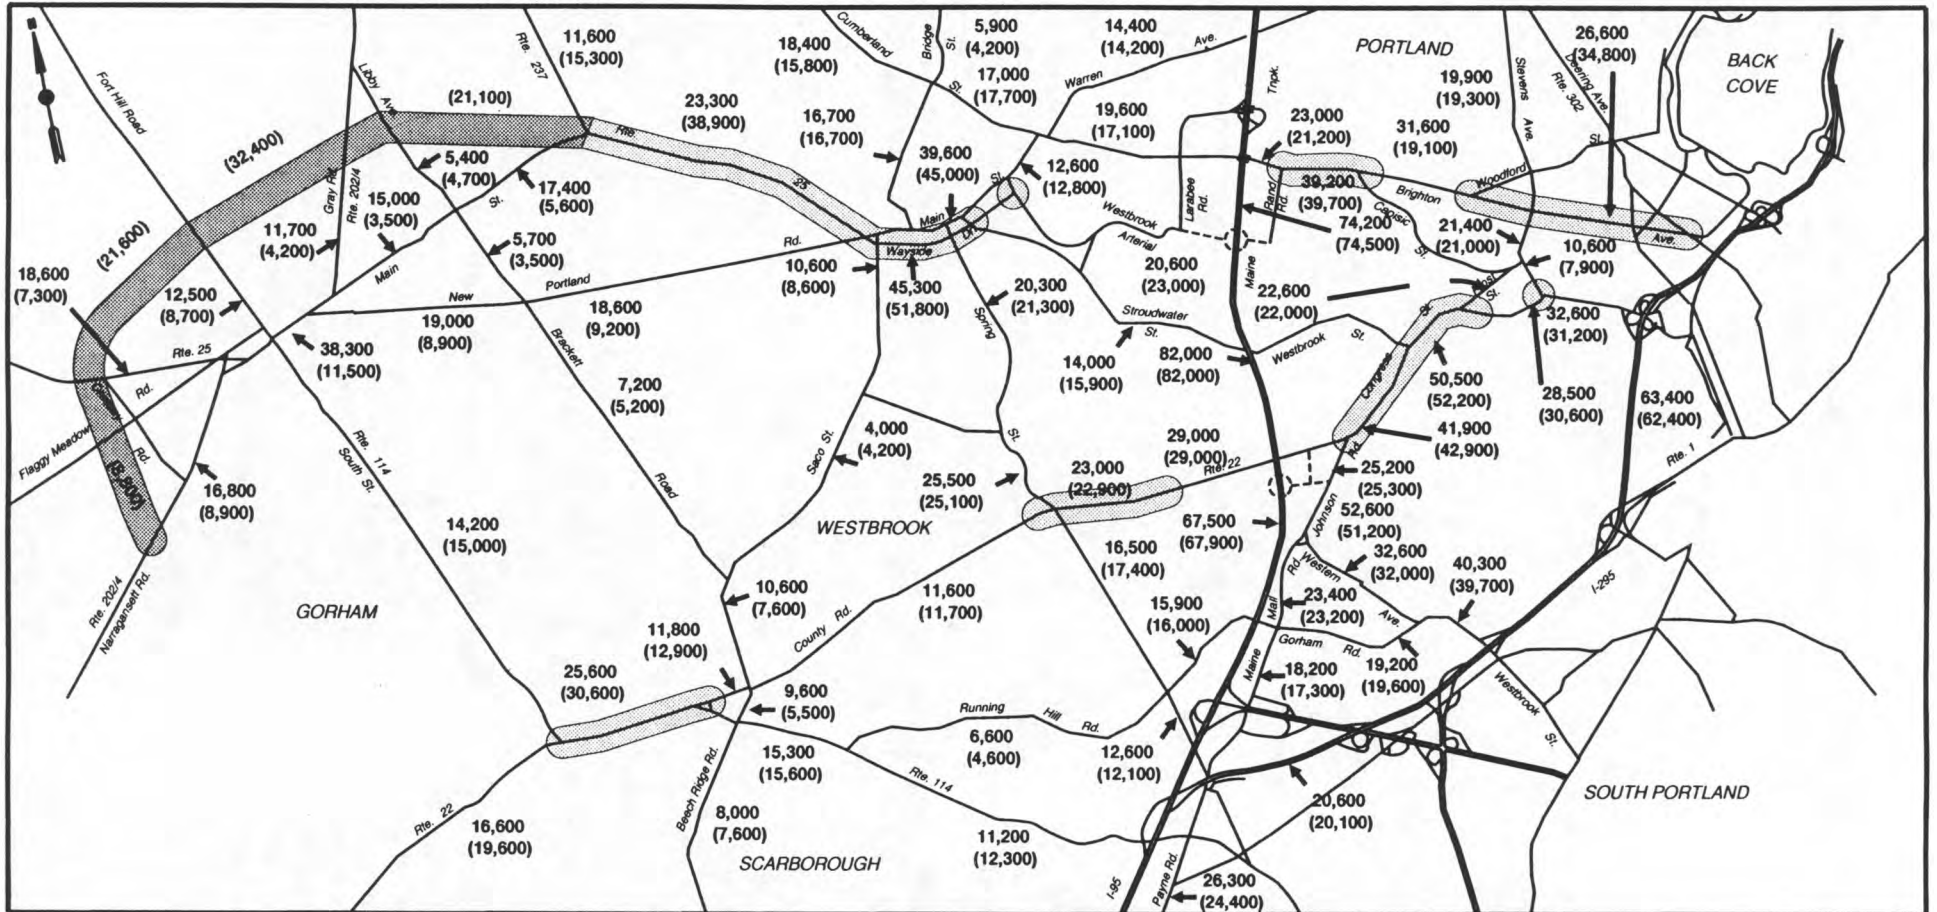 Fort Hill Road
Libby Ave.
Rte. 237
11,600
(15,300)
18,400
(15,800)
Cumberland
St.
Bridge
St.
5,900
(4,200)
17,000
(17,700)
14,400
(14,200)
Warren
Ave.
PORTLAND
19,900
(19,300)
Stevens
Ave.
Deering Ave.
Rte. 302
26,600
(34,800)
BACK
COVE
(21,100)
23,300
(38,900)
Rte.
25
16,700
(16,700)
39,600
(45,000)
19,600
(17,100)
12,600
(12,800)
Tnpk.
23,000
(21,200)
31,600
(19,100)
Woodford
St.
(32,400)
Gray Rd.
Rte. 202/4
5,400
(4,700)
17,400
(5,600)
15,000
(3,500)
11,700
(4,200)
Main
St.
Main
St.
Wayside
Dr.
Westbrook
Arterial
Larabee
Rd.
Rand
Rd.
39,200
(39,700)
Capisic
St.
Brighton
Ave.
74,200
(74,500)
21,400
(21,000)
10,600
(7,900)
(21,600)
18,600
(7,300)
12,500
(8,700)
5,700
(3,500)
New
Portland
Rd.
10,600
(8,600)
45,300
(51,800)
20,300
(21,300)
20,600
(23,000)
Maine
22,600
(22,000)
St.
St.
32,600
(31,200)
Rte. 25
38,300
(11,500)
19,000
(8,900)
18,600
(9,200)
Brackett
Road
Spring
St.
Stroudwater
St.
14,000
(15,900)
82,000
(82,000)
Westbrook
St.
Congress
50,500
(52,200)
28,500
(30,600)
63,400
(62,400)
Flaggy Meadow
Rd.
Rd.
(8,800)
16,800
(8,900)
Rte. 114
South St.
7,200
(5,200)
Saco St.
4,000
(4,200)
29,000
(29,000)
Rte. 22
41,900
(42,900)
Rte. 1
23,000
(22,900)
25,500
(25,100)
25,200
(25,300)
Johnson
Rd.
52,600
(51,200)
14,200
(15,000)
WESTBROOK
67,500
(67,900)
16,500
(17,400)
Western
Ave.
32,600
(32,000)
40,300
(39,700)
I-295
Rte. 202/4
Narragansett Rd.
GORHAM
10,600
(7,600)
11,600
(11,700)
15,900
(16,000)
Maine
Mall
Rd.
23,400
(23,200)
11,800
(12,900)
County
Rd.
Gorham
Rd.
25,600
(30,600)
9,600
(5,500)
18,200
(17,300)
19,200
(19,600)
Westbrook
St.
Running
Hill
Rd.
6,600
(4,600)
12,600
(12,100)
15,300
(15,600)
Rte. 114
Beech Ridge Rd.
Rte. 22
16,600
(19,600)
8,000
(7,600)
SCARBOROUGH
11,200
(12,300)
20,600
(20,100)
SOUTH PORTLAND
I-95
Payne Rd.
26,300
(24,400)